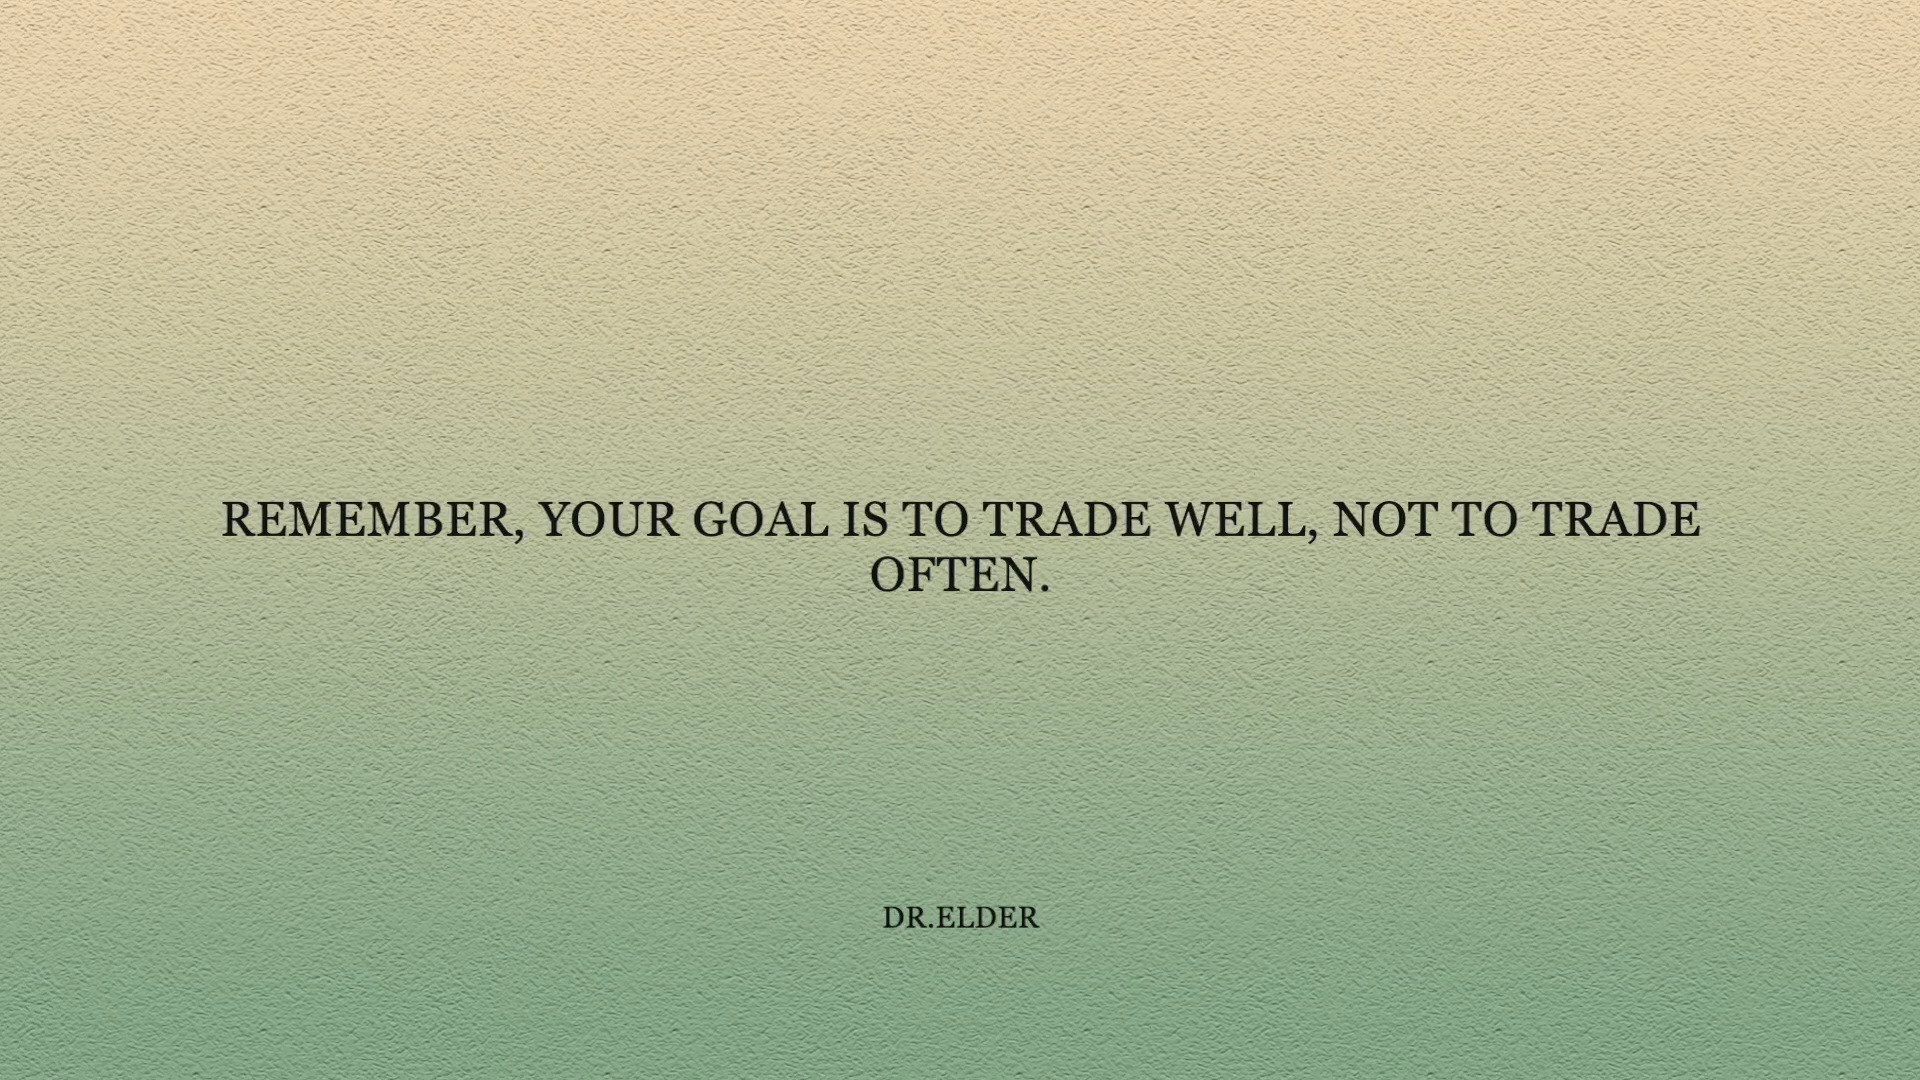 REMEMBER, YOUR GOAL IS TO TRADE WELL, NOT TO TRADE
OFTEN.
DR.ELDER